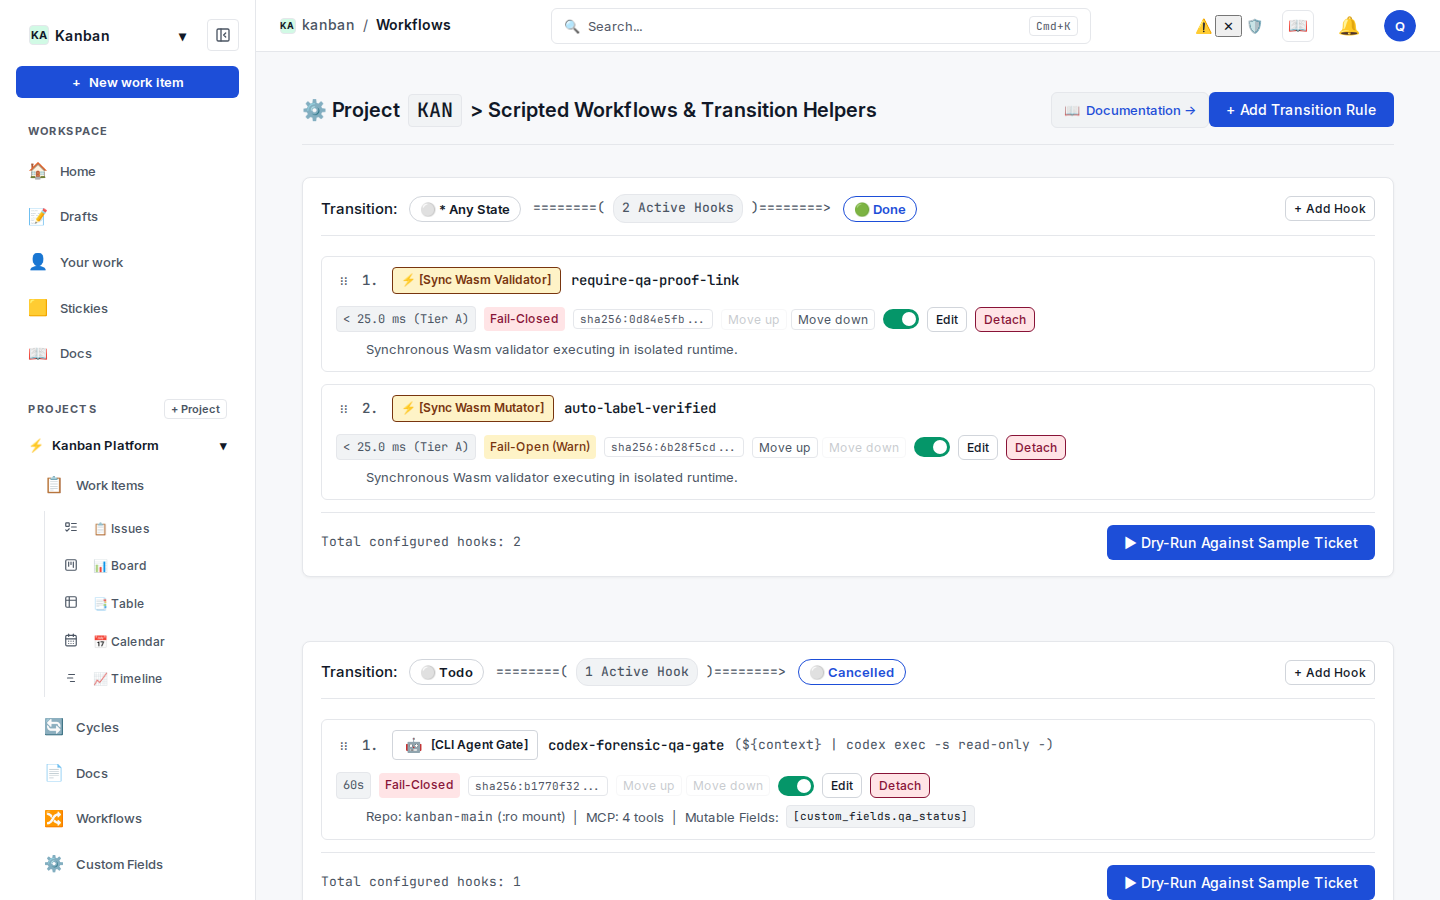 KA Kanban ▾
+ New work item
WORKSPACE
🏠 Home
📝 Drafts
👤 Your work
🟨 Stickies
📖 Docs
PROJECTS + Project
⚡ Kanban Platform ▾
📋 Work Items
📋 Issues
📊 Board
📑 Table
📅 Calendar
📈 Timeline
🔄 Cycles
📄 Docs
🔀 Workflows
⚙️ Custom Fields
KA kanban / Workflows
🔍 Search... Cmd+K
⚠️ ✕ 🛡️ 📖 🔔 Q
⚙️ Project KAN > Scripted Workflows & Transition Helpers
📖 Documentation →
+ Add Transition Rule
Transition: ⚪ * Any State ========( 2 Active Hooks )========> 🟢 Done + Add Hook
⠿ 1. ⚡ [Sync Wasm Validator] require-qa-proof-link
< 25.0 ms (Tier A) Fail-Closed sha256:0d84e5fb... Move up Move down Edit Detach
Synchronous Wasm validator executing in isolated runtime.
⠿ 2. ⚡ [Sync Wasm Mutator] auto-label-verified
< 25.0 ms (Tier A) Fail-Open (Warn) sha256:6b28f5cd... Move up Move down Edit Detach
Synchronous Wasm validator executing in isolated runtime.
Total configured hooks: 2 ▶ Dry-Run Against Sample Ticket
Transition: ⚪ Todo ========( 1 Active Hook )========> ⚪ Cancelled + Add Hook
⠿ 1. 🤖 [CLI Agent Gate] codex-forensic-qa-gate (${context} | codex exec -s read-only -)
60s Fail-Closed sha256:b1770f32... Move up Move down Edit Detach
Repo: kanban-main (:ro mount) | MCP: 4 tools | Mutable Fields: [custom_fields.qa_status]
Total configured hooks: 1 ▶ Dry-Run Against Sample Ticket